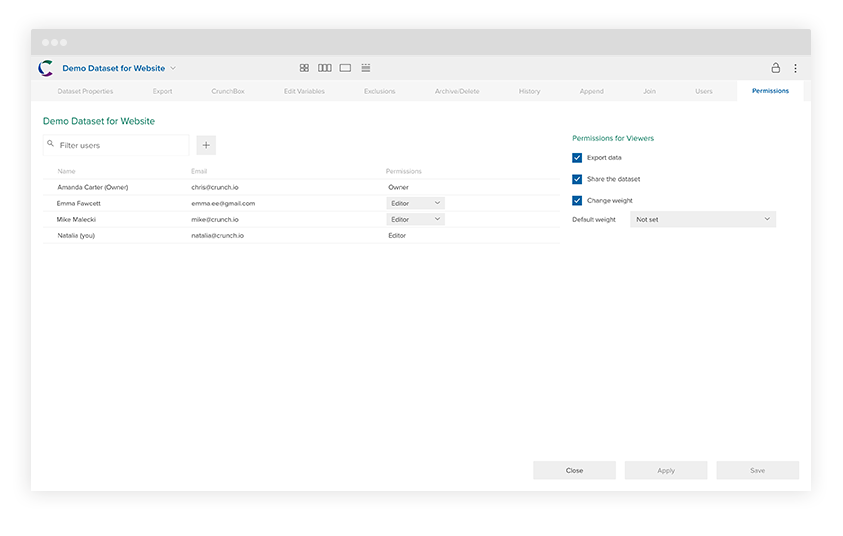 Demo Dataset for Website
Dataset Properties Export CrunchBox Edit Variables Exclusions Archive/Delete History Append Join Users Permissions
Demo Dataset for Website
Filter users +
Name Email Permissions
Amanda Carter (Owner) chris@crunch.io Owner
Emma Fawcett emma.ee@gmail.com Editor
Mike Malecki mike@crunch.io Editor
Natalia (you) natalia@crunch.io Editor
Permissions for Viewers
Export data
Share the dataset
Change weight
Default weight Not set
Close Apply Save